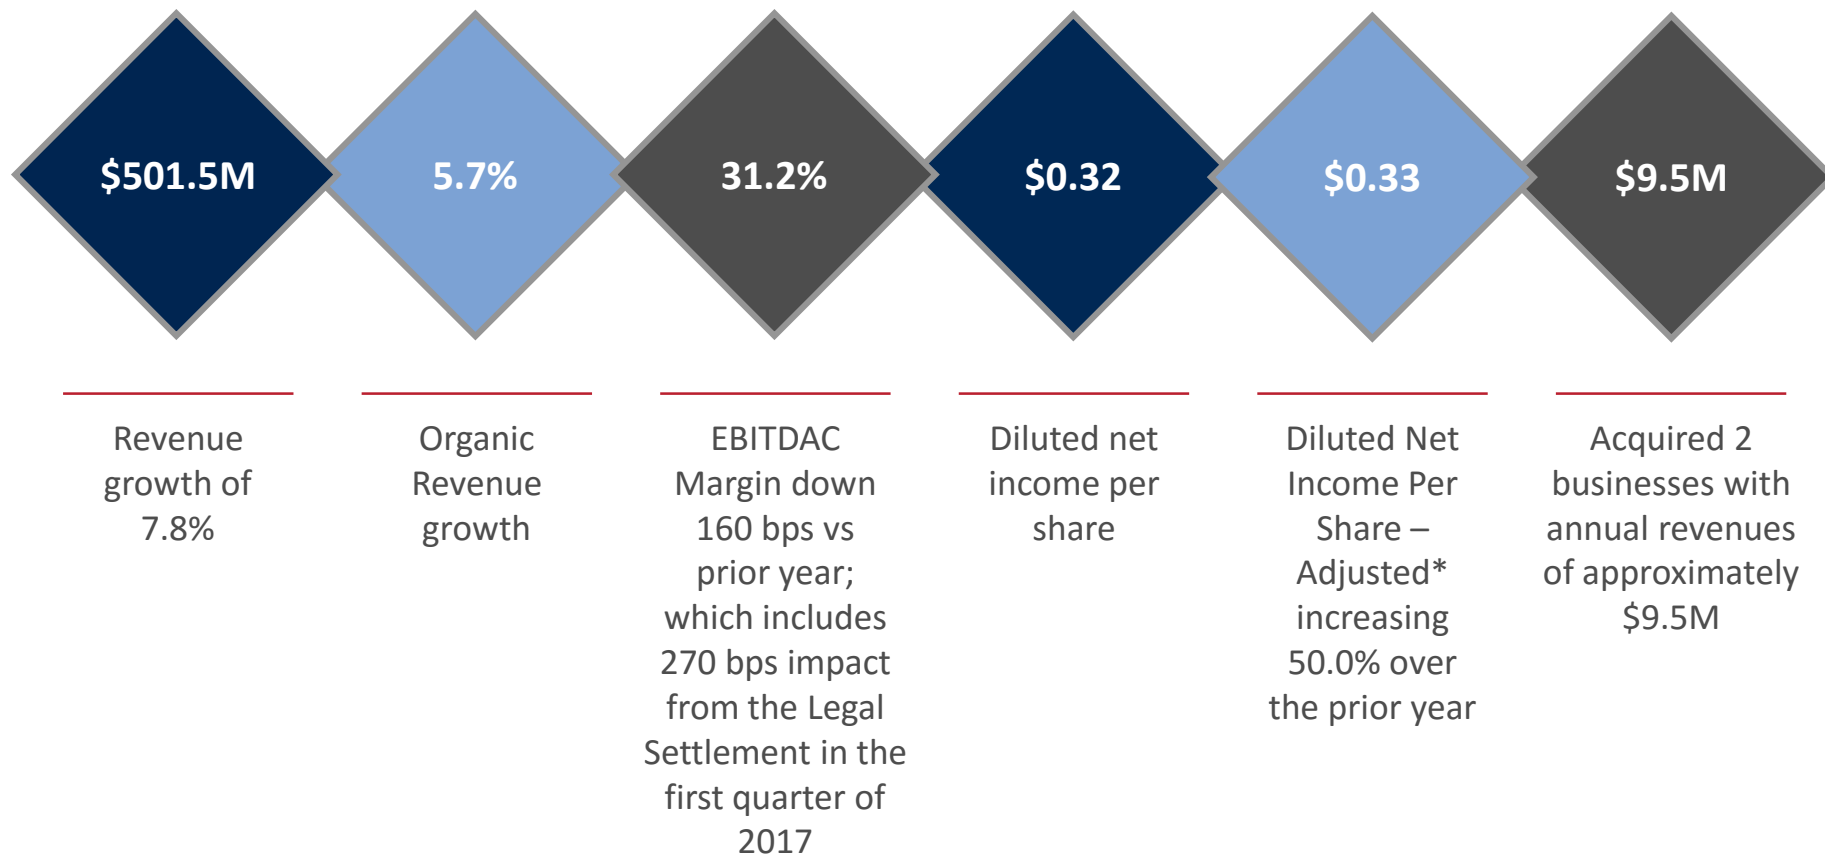 $501.5M
5.7%
31.2%
$0.32
$0.33
$9.5M
Revenue
growth of
7.8%
Organic
Revenue
growth
EBITDAC
Margin down
160 bps vs
prior year;
which includes
270 bps impact
from the Legal
Settlement in the
first quarter of
2017
Diluted net
income per
share
Diluted Net
Income Per
Share –
Adjusted*
increasing
50.0% over
the prior year
Acquired 2
businesses with
annual revenues
of approximately
$9.5M